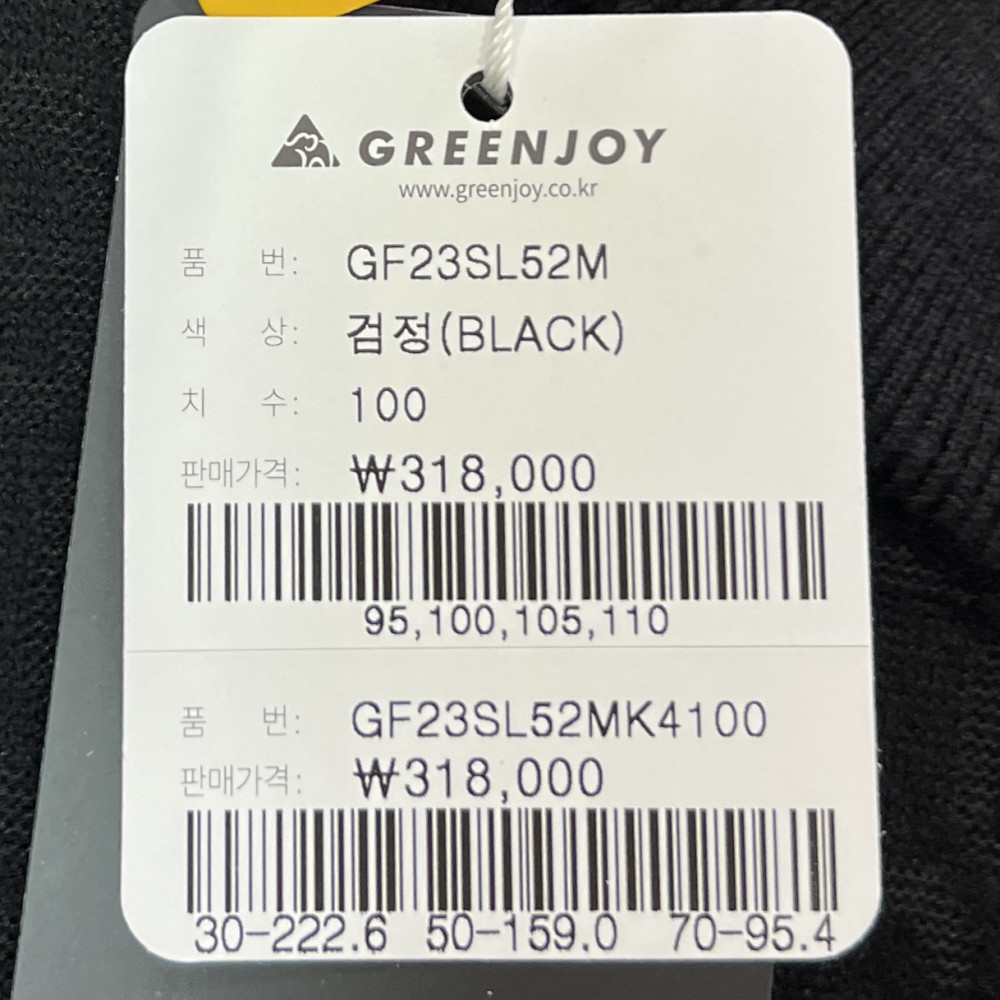 GREENJOY
www.greenjoy.co.kr
품 번: GF23SL52M
색 상: 검정(BLACK)
치 수: 100
판매가격: ₩318,000
95,100,105,110
품 번: GF23SL52MK4100
판매가격: ₩318,000
30-222.6 50-159.0 70-95.4